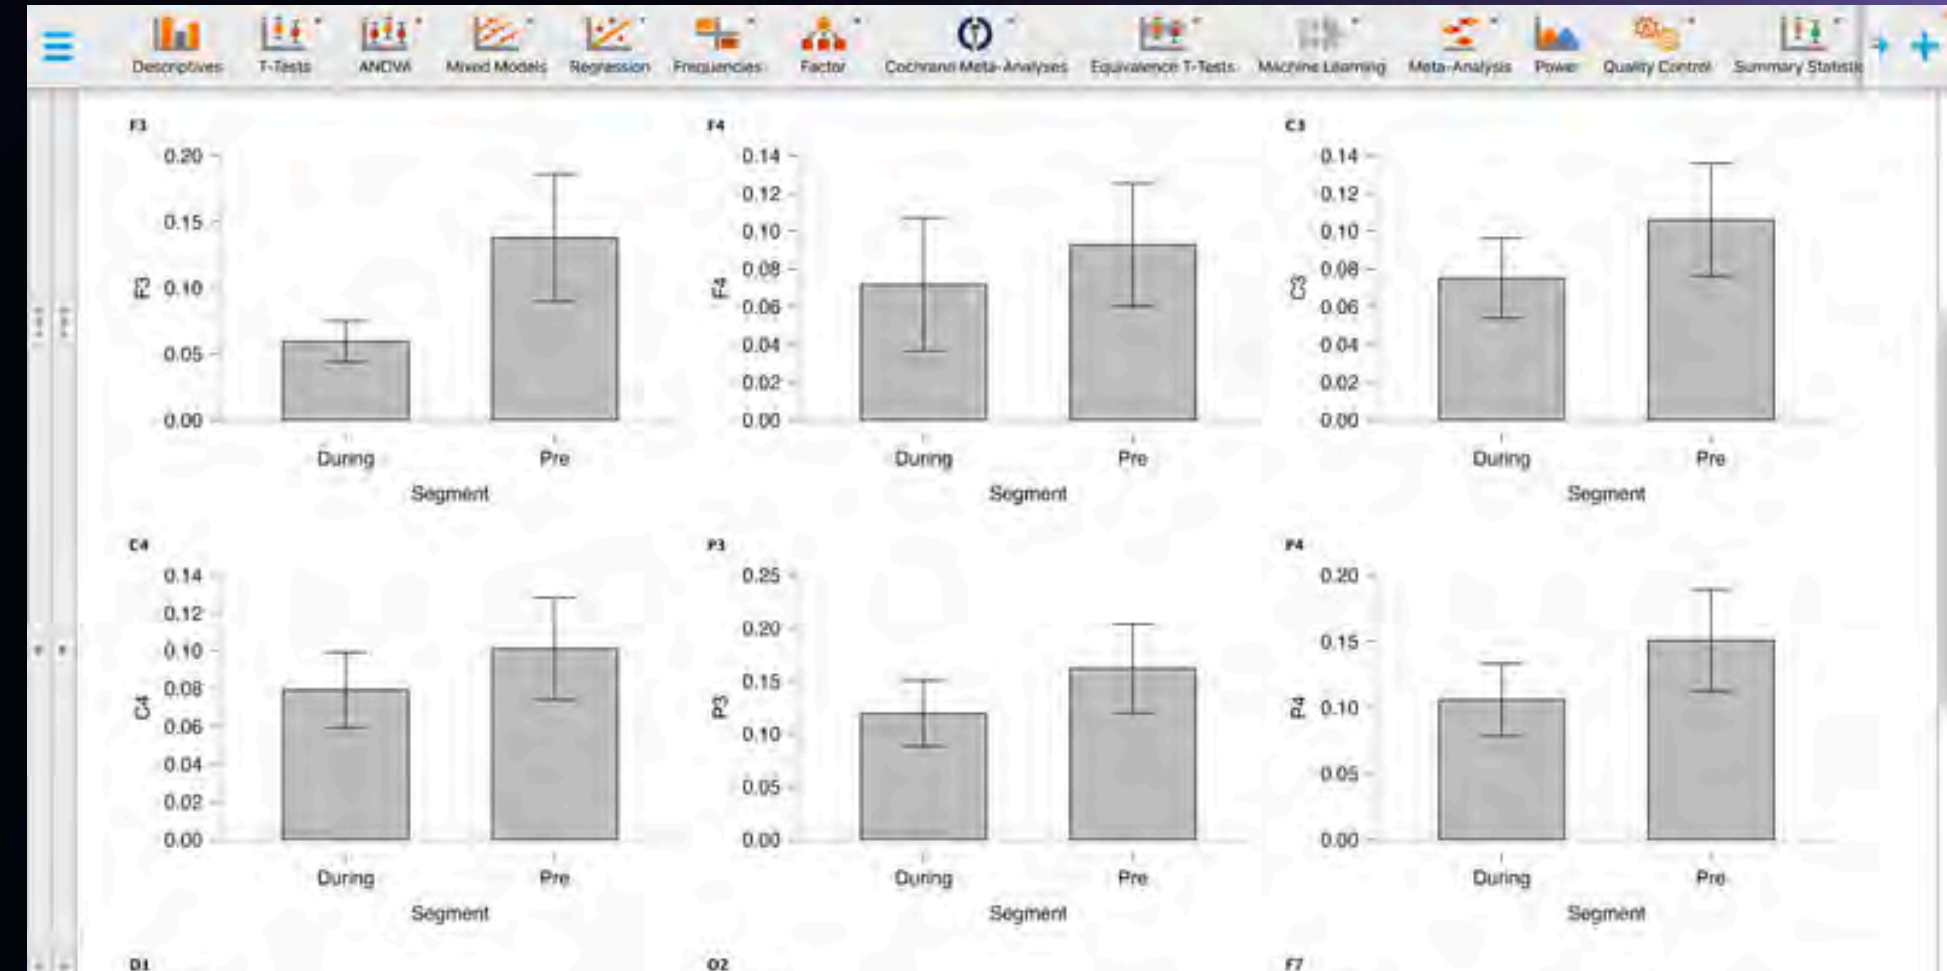 Descriptives T-Tests ANOVA Mixed Models Regression Frequencies Factor Cochrane Meta-Analyses Equivalence T-Tests Machine Learning Meta-Analysis Power Quality Control Summary Statistic
F3
0.20
0.15
0.10
0.05
0.00
F3
During Pre
Segment
F4
0.14
0.12
0.10
0.08
0.06
0.04
0.02
0.00
F4
During Pre
Segment
C3
0.14
0.12
0.10
0.08
0.06
0.04
0.02
0.00
C3
During Pre
Segment
C4
0.14
0.12
0.10
0.08
0.06
0.04
0.02
0.00
C4
During Pre
Segment
P3
0.25
0.20
0.15
0.10
0.05
0.00
P3
During Pre
Segment
P4
0.20
0.15
0.10
0.05
0.00
P4
During Pre
Segment
O1
O2
F7